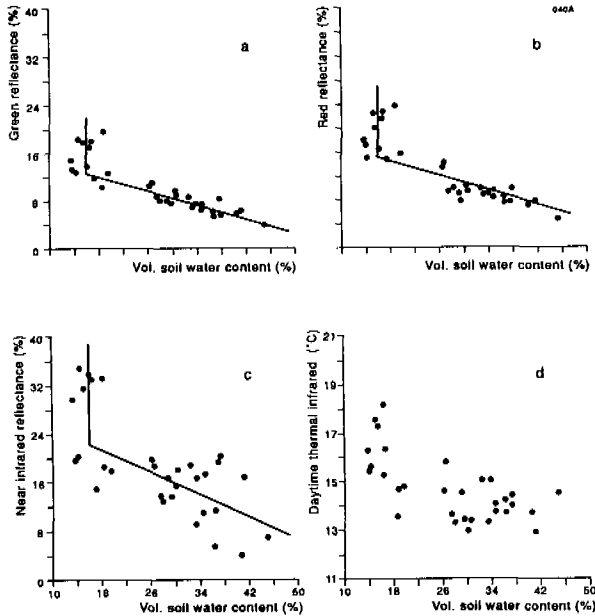 040A
40
32
24
16
8
0
Green reflectance (%)
a
Vol. soil water content (%)
Red reflectance (%)
b
Vol. soil water content (%)
40
32
24
16
8
0
Near infrared reflectance (%)
c
10 18 26 34 42 50
Vol. soil water content (%)
21
19
17
15
13
11
Daytime thermal infrared (°C)
d
10 18 26 34 42 50
Vol. soil water content (%)